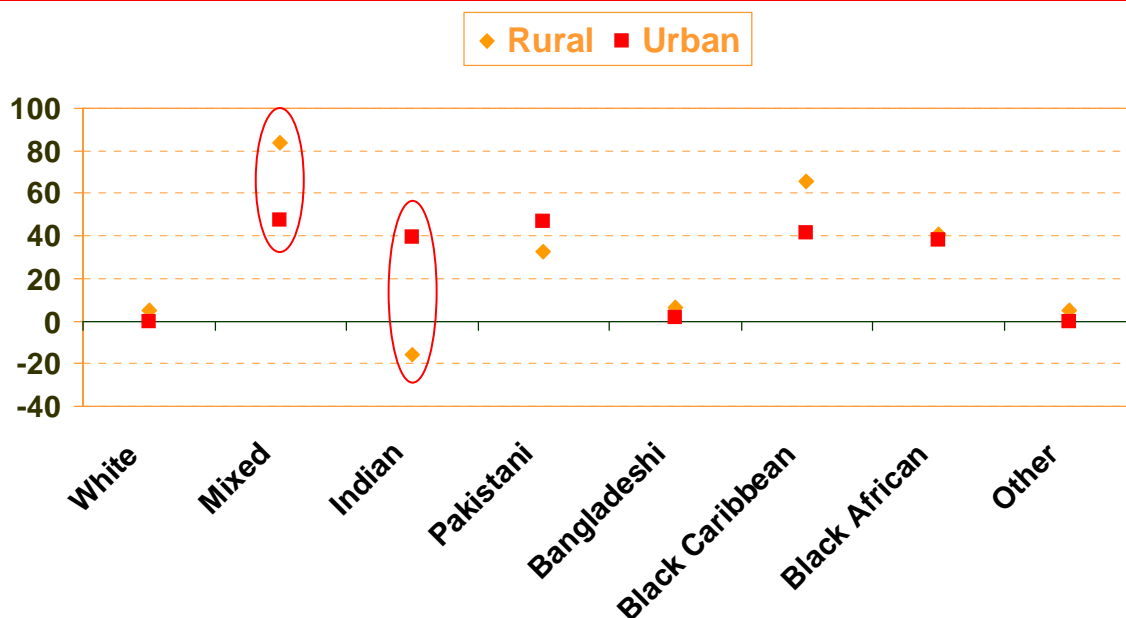 Rural Urban
100
80
60
40
20
0
-20
-40
White
Mixed
Indian
Pakistani
Bangladeshi
Black Caribbean
Black African
Other